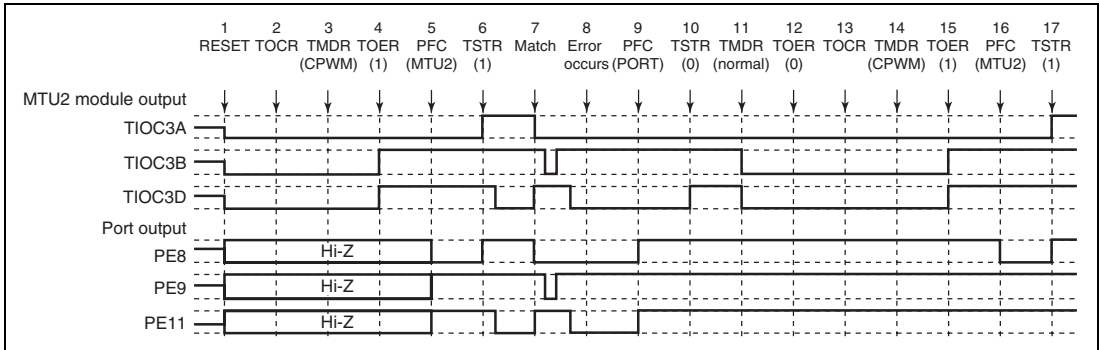 1 2 3 4 5 6 7 8 9 10 11 12 13 14 15 16 17
RESET TOCR TMDR TOER PFC TSTR Match Error PFC TSTR TMDR TOER TOCR TMDR TOER PFC TSTR
(CPWM) (1) (MTU2) (1) occurs (PORT) (0) (normal) (0) (CPWM) (1) (MTU2) (1)
MTU2 module output
TIOC3A
TIOC3B
TIOC3D
Port output
PE8 Hi-Z
PE9 Hi-Z
PE11 Hi-Z